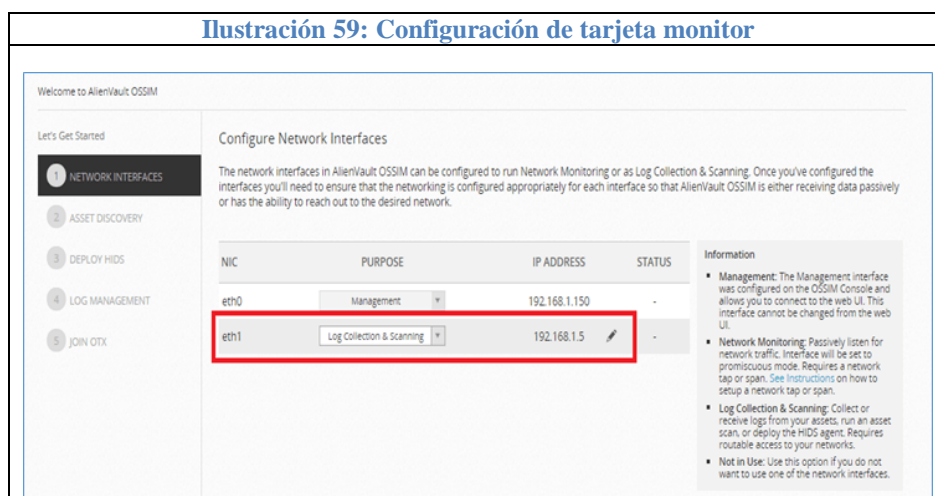 Ilustración 59: Configuración de tarjeta monitor
Welcome to AlienVault OSSIM
Let's Get Started
1 NETWORK INTERFACES
2 ASSET DISCOVERY
3 DEPLOY HIDS
4 LOG MANAGEMENT
5 JOIN OTX
Configure Network Interfaces
The network interfaces in AlienVault OSSIM can be configured to run Network Monitoring or as Log Collection & Scanning. Once you've configured the
interfaces you'll need to ensure that the networking is configured appropriately for each interface so that AlienVault OSSIM is either receiving data passively
or has the ability to reach out to the desired network.
NIC PURPOSE IP ADDRESS STATUS
eth0 Management 192.168.1.150 -
eth1 Log Collection & Scanning 192.168.1.5 -
Information
Management: The Management interface
was configured on the OSSIM Console and
allows you to connect to the web UI. This
interface cannot be changed from the web
UI.
Network Monitoring: Passively listen for
network traffic. Interface will be set to
promiscuous mode. Requires a network
tap or span. See Instructions on how to
setup a network tap or span.
Log Collection & Scanning: Collect or
receive logs from your assets, run an asset
scan, or deploy the HIDS agent. Requires
routable access to your networks.
Not in Use: Use this option if you do not
want to use one of the network interfaces.